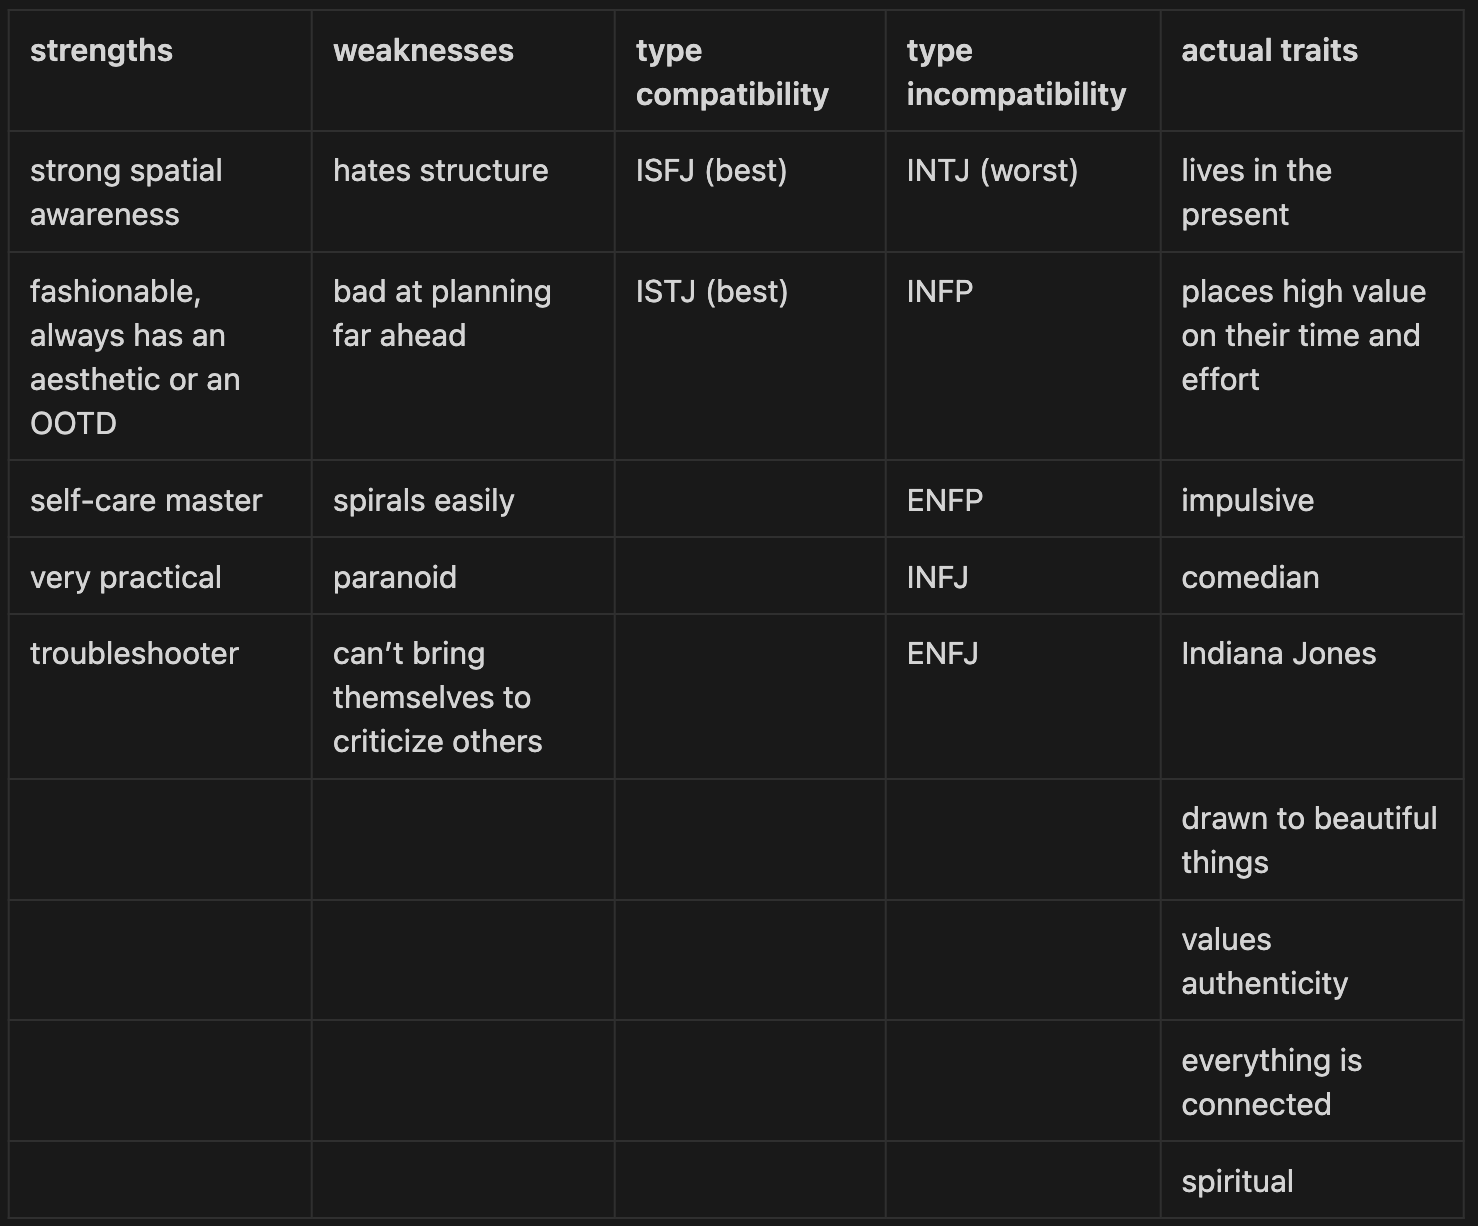 strengths
weaknesses
type
compatibility
type
incompatibility
actual traits
strong spatial
awareness
hates structure
ISFJ (best)
INTJ (worst)
lives in the
present
fashionable,
always has an
aesthetic or an
OOTD
bad at planning
far ahead
ISTJ (best)
INFP
places high value
on their time and
effort
self-care master
spirals easily
ENFP
impulsive
very practical
paranoid
INFJ
comedian
troubleshooter
can’t bring
themselves to
criticize others
ENFJ
Indiana Jones
drawn to beautiful
things
values
authenticity
everything is
connected
spiritual